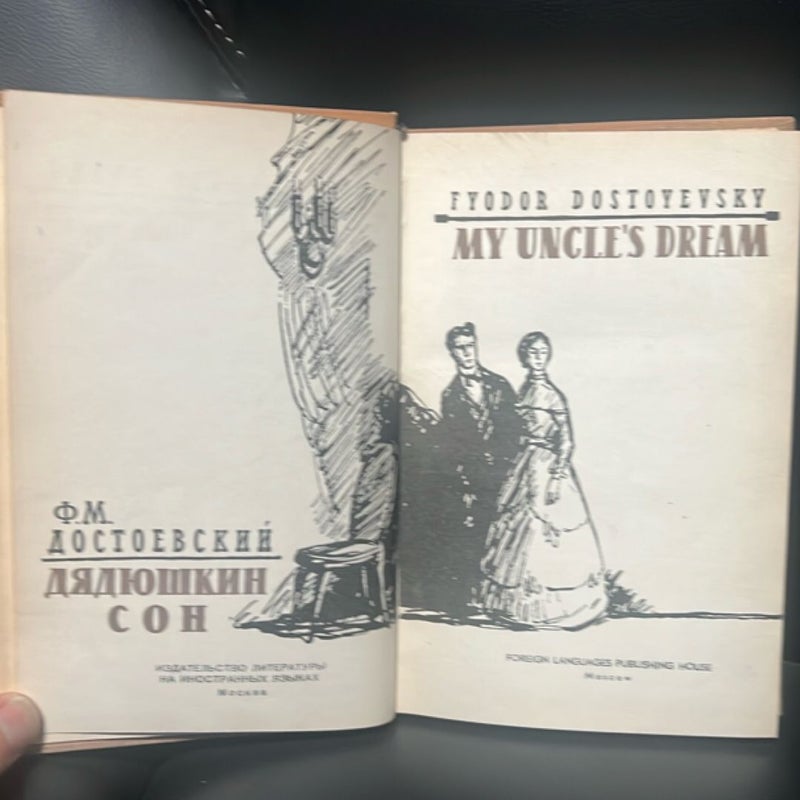 Ф.М.
ДОСТОЕВСКИЙ
ДЯДЮШКИН
СОН
ИЗДАТЕЛЬСТВО ЛИТЕРАТУРЫ
НА ИНОСТРАННЫХ ЯЗЫКАХ
Москва
FYODOR DOSTOYEVSKY
MY UNCLE'S DREAM
FOREIGN LANGUAGES PUBLISHING HOUSE
Moscow